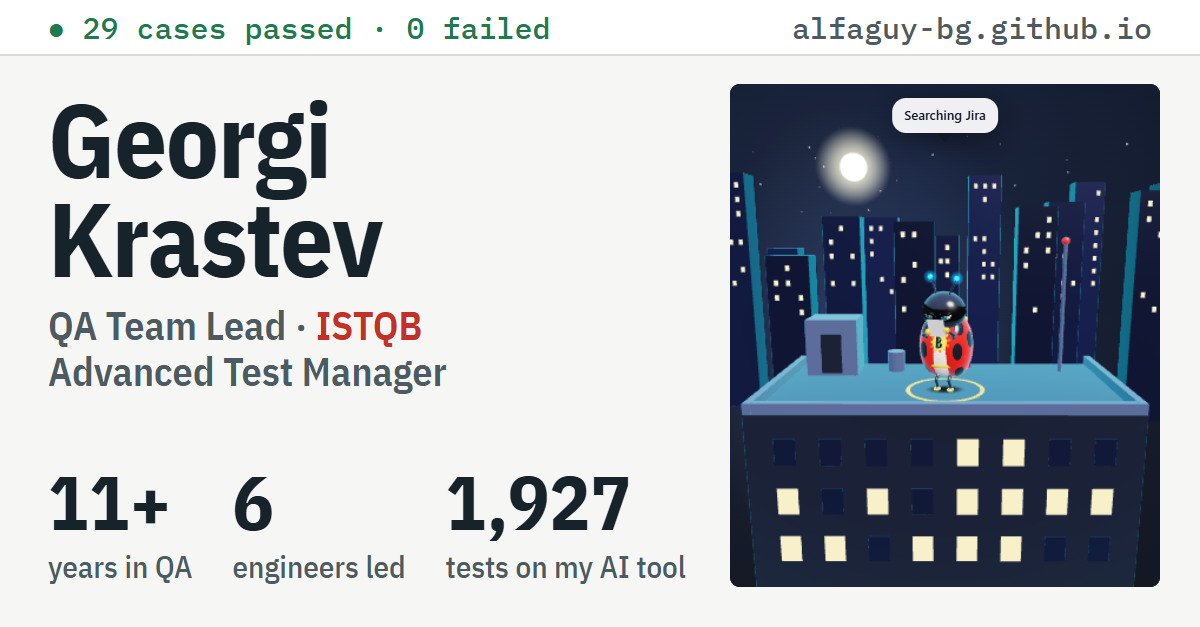 ● 29 cases passed · 0 failed
alfaguy-bg.github.io
Georgi
Krastev
QA Team Lead · ISTQB
Advanced Test Manager
11+
years in QA
6
engineers led
1,927
tests on my AI tool
Searching Jira
B